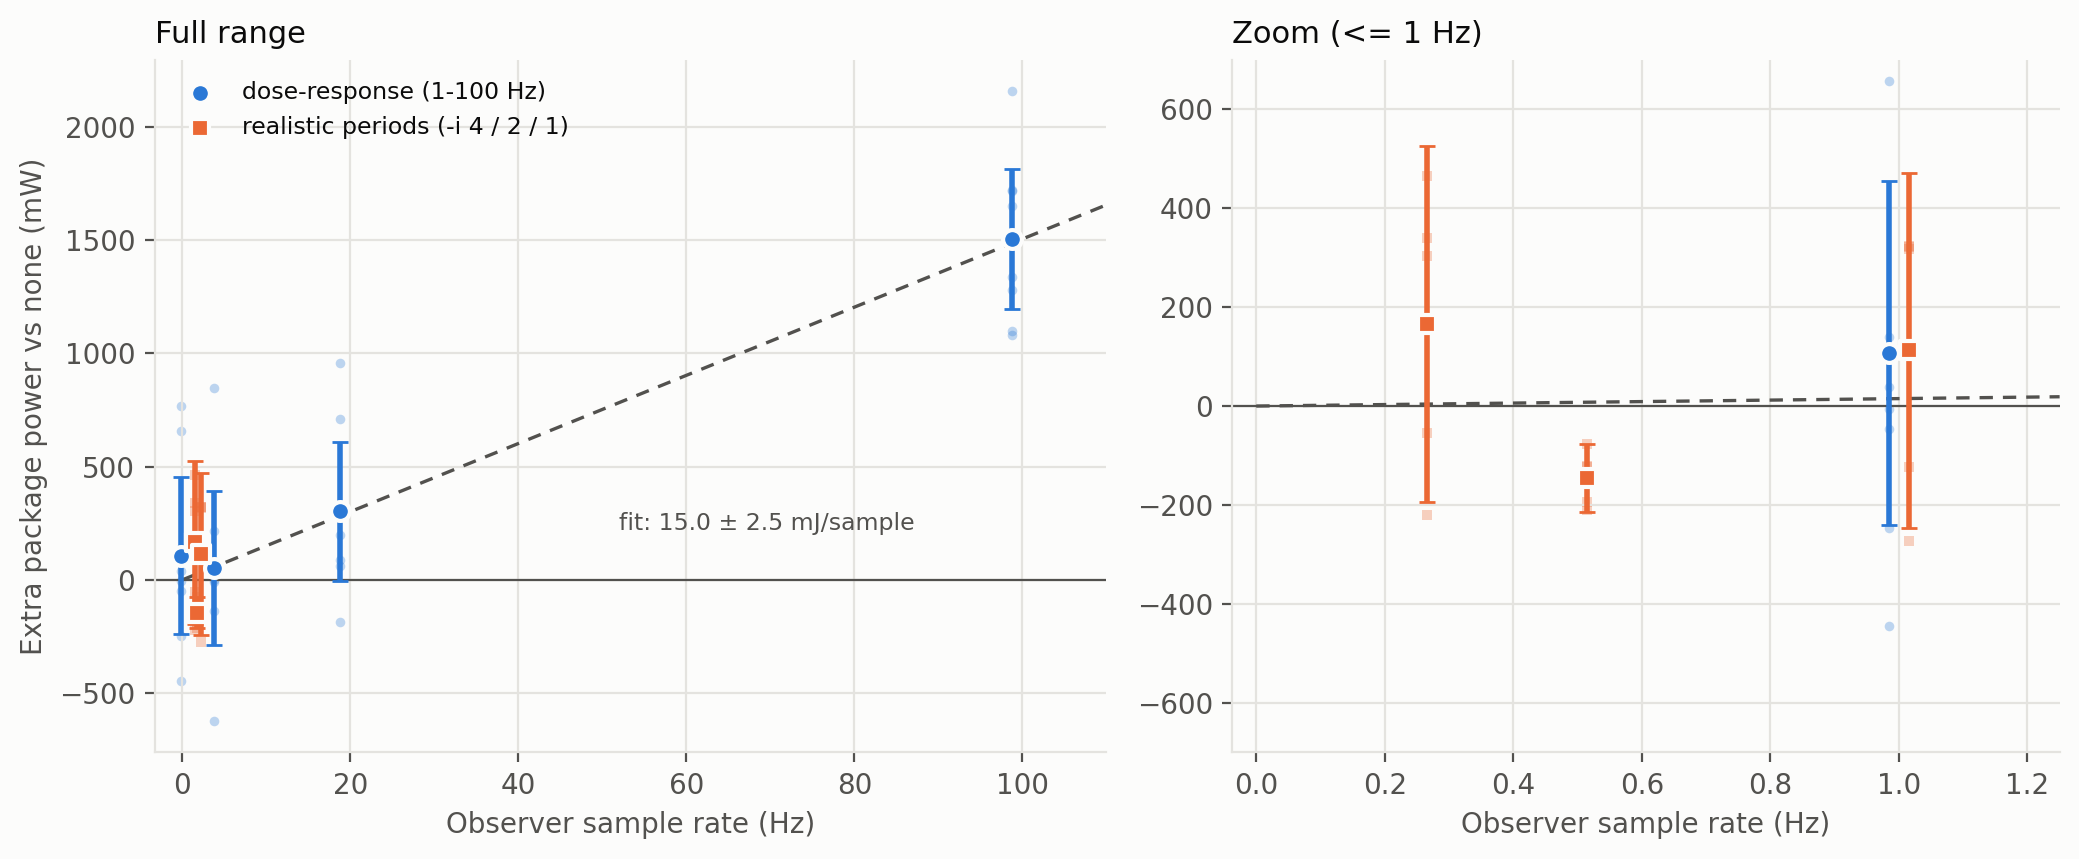 Full range
dose-response (1-100 Hz)
realistic periods (-i 4 / 2 / 1)
Extra package power vs none (mW)
2000
1500
1000
500
0
−500
fit: 15.0 ± 2.5 mJ/sample
0 20 40 60 80 100
Observer sample rate (Hz)
Zoom (<= 1 Hz)
600
400
200
0
−200
−400
−600
0.0 0.2 0.4 0.6 0.8 1.0 1.2
Observer sample rate (Hz)